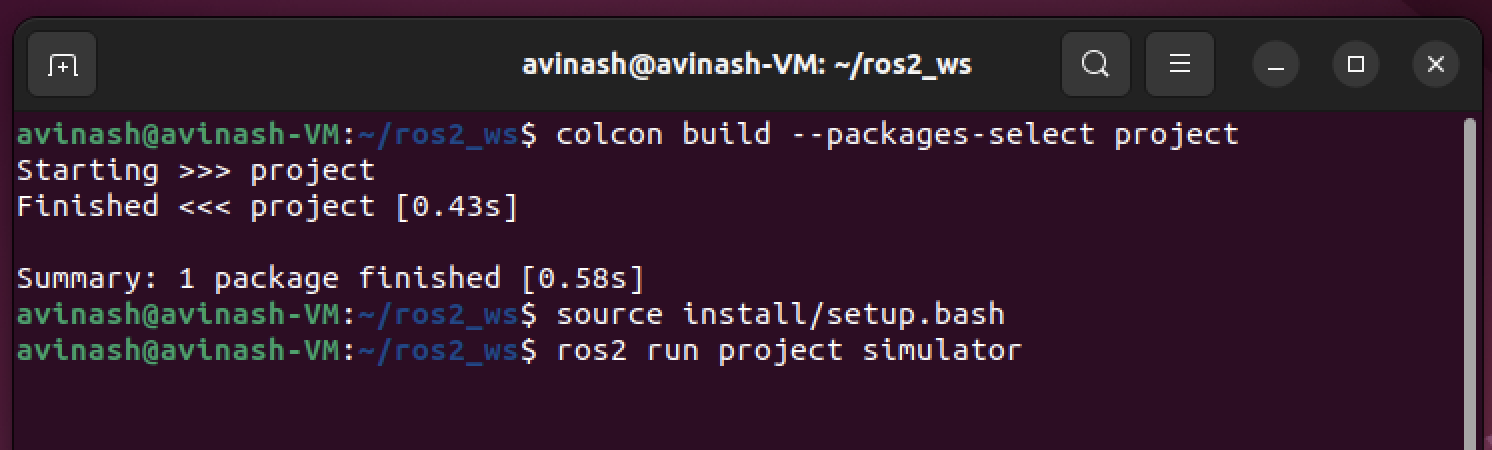 avinash@avinash-VM: ~/ros2_ws
avinash@avinash-VM:~/ros2_ws$ colcon build --packages-select project
Starting >>> project
Finished <<< project [0.43s]
Summary: 1 package finished [0.58s]
avinash@avinash-VM:~/ros2_ws$ source install/setup.bash
avinash@avinash-VM:~/ros2_ws$ ros2 run project simulator